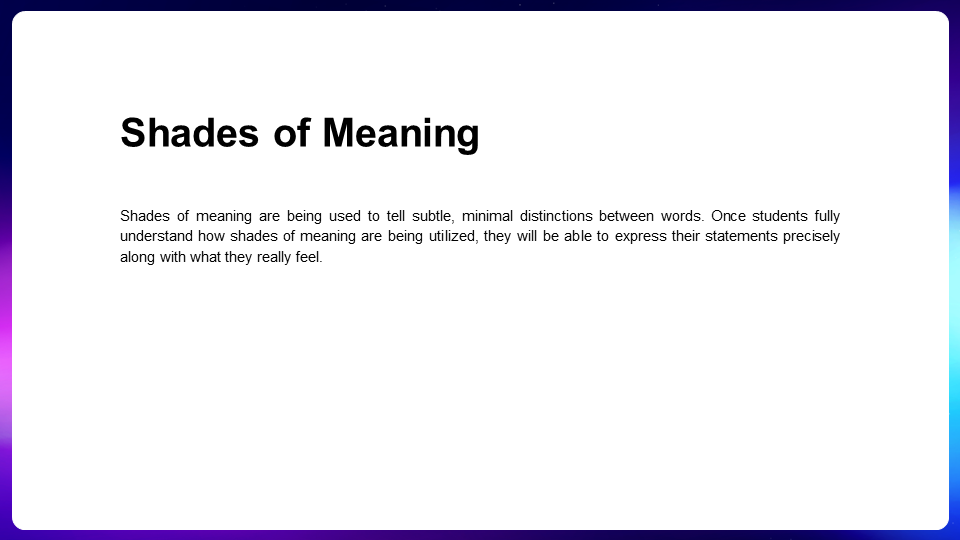 Shades of Meaning
Shades of meaning are being used to tell subtle, minimal distinctions between words. Once students fully
understand how shades of meaning are being utilized, they will be able to express their statements precisely
along with what they really feel.